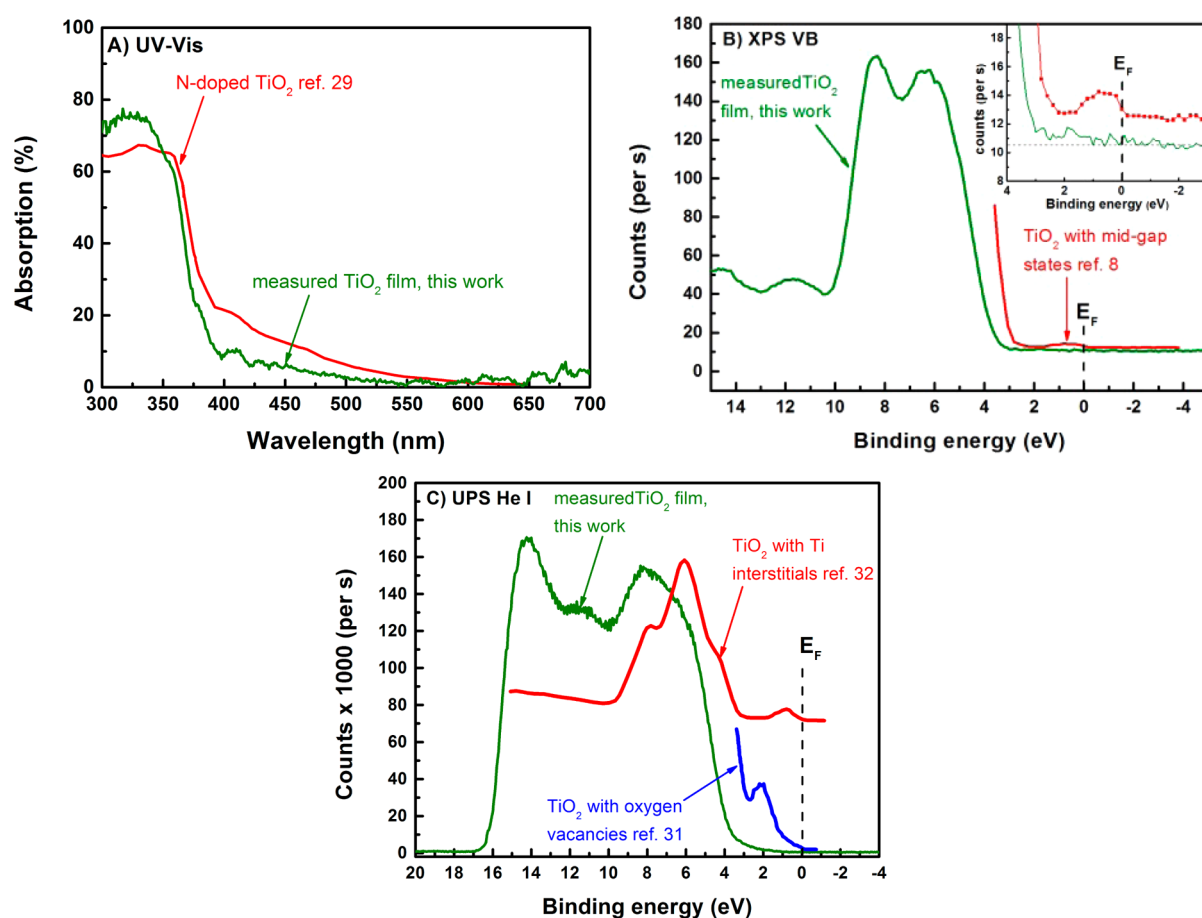 A) UV-Vis
N-doped TiO₂ ref. 29
measured TiO₂ film, this work
Absorption (%)
100
80
60
40
20
0
300 350 400 450 500 550 600 650 700
Wavelength (nm)
B) XPS VB
measuredTiO₂
film, this work
Counts (per s)
180
160
140
120
100
80
60
40
20
0
14 12 10 8 6 4 2 0 -2 -4
Binding energy (eV)
TiO₂ with mid-gap
states ref. 8
E_F
counts (per s)
18
16
14
12
10
8
E_F
4 2 0 -2
Binding energy (eV)
C) UPS He I
measuredTiO₂ film,
this work
TiO₂ with Ti
interstitials ref. 32
E_F
TiO₂ with oxygen
vacancies ref. 31
Counts x 1000 (per s)
200
180
160
140
120
100
80
60
40
20
0
20 18 16 14 12 10 8 6 4 2 0 -2 -4
Binding energy (eV)